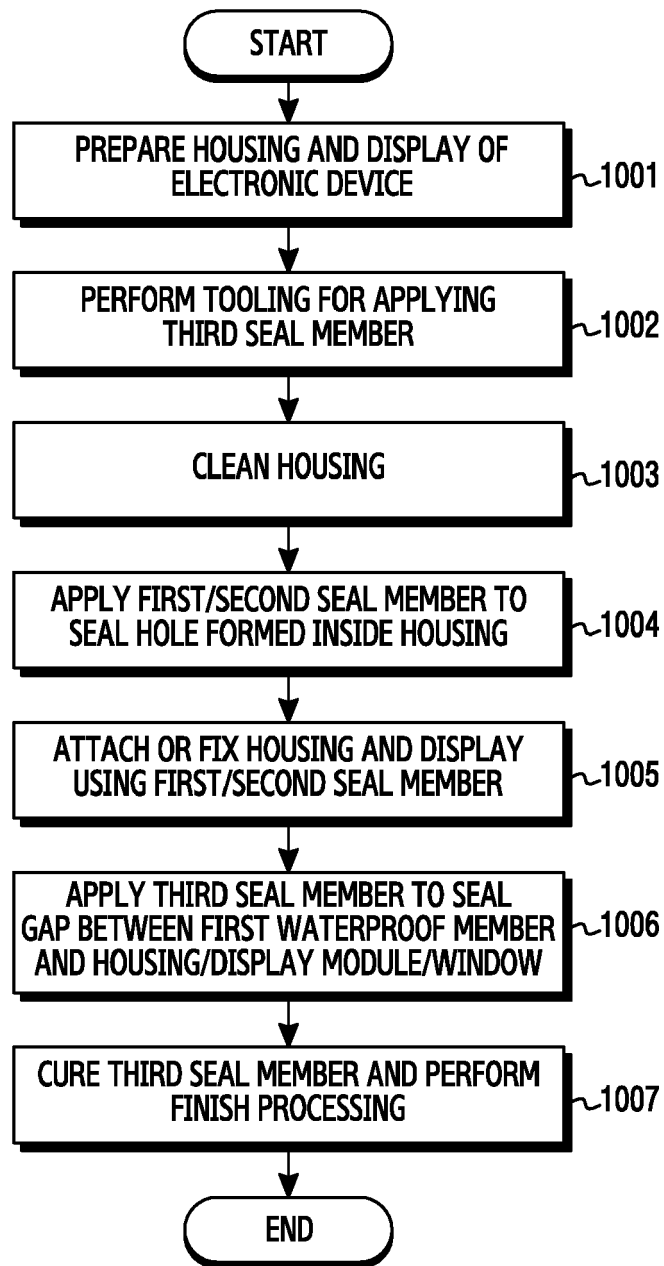 START
PREPARE HOUSING AND DISPLAY OF
ELECTRONIC DEVICE
1001
PERFORM TOOLING FOR APPLYING
THIRD SEAL MEMBER
1002
CLEAN HOUSING
1003
APPLY FIRST/SECOND SEAL MEMBER TO
SEAL HOLE FORMED INSIDE HOUSING
1004
ATTACH OR FIX HOUSING AND DISPLAY
USING FIRST/SECOND SEAL MEMBER
1005
APPLY THIRD SEAL MEMBER TO SEAL
GAP BETWEEN FIRST WATERPROOF MEMBER
AND HOUSING/DISPLAY MODULE/WINDOW
1006
CURE THIRD SEAL MEMBER AND PERFORM
FINISH PROCESSING
1007
END